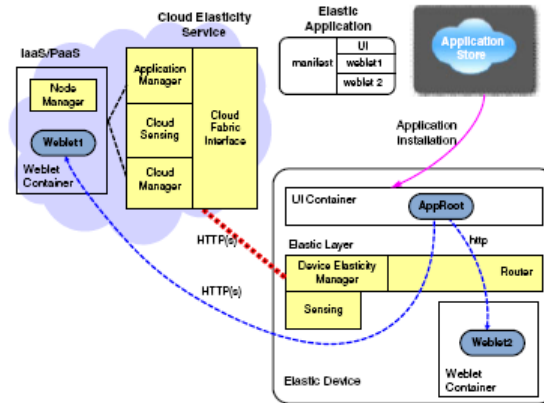 Cloud Elasticity
Service
IaaS/PaaS
Node
Manager
Weblet1
Weblet
Container
Application
Manager
Cloud
Sensing
Cloud
Manager
Cloud
Fabric
Interface
Elastic
Application
manifest
UI
weblet1
weblet 2
Application
Store
Application
Installation
UI Container
AppRoot
HTTP(s)
HTTP(s)
Elastic Layer
http
Device Elasticity
Manager
Router
Sensing
Weblet2
Weblet
Container
Elastic Device